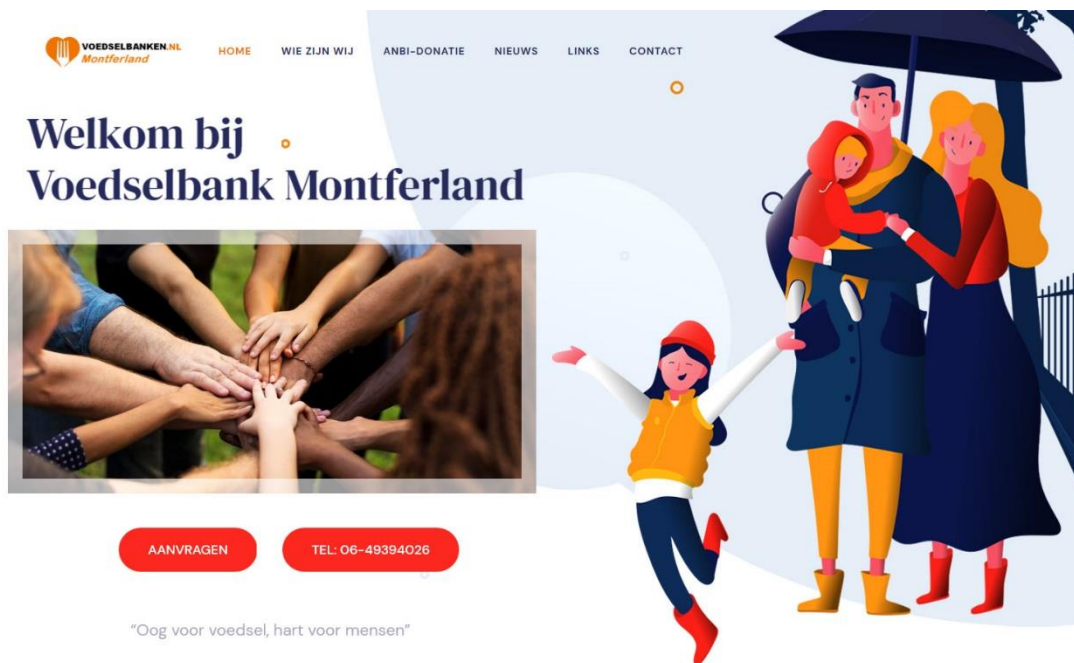 VOEDSELBANKEN.NL
Montferland
HOME WIE ZIJN WIJ ANBI-DONATIE NIEUWS LINKS CONTACT
Welkom bij
Voedselbank Montferland
AANVRAGEN TEL: 06-49394026
“Oog voor voedsel, hart voor mensen”